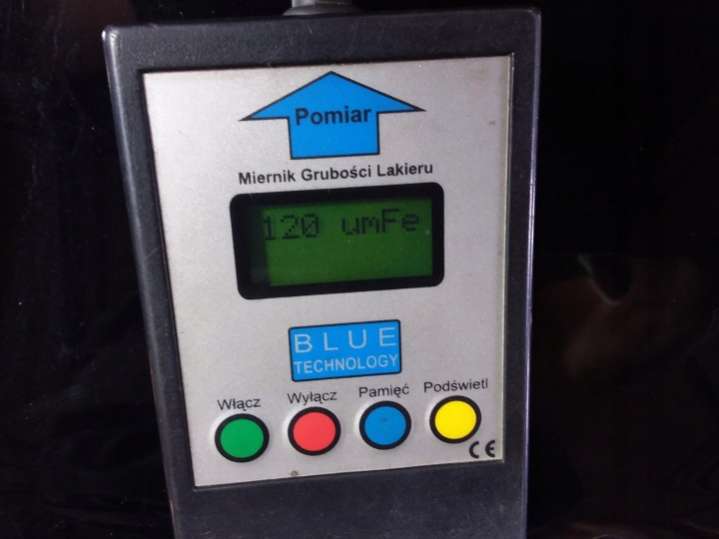 Pomiar
Miernik Grubości Lakieru
120 umFe
BLUE
TECHNOLOGY
Włącz Wyłącz Pamięć Podświetl
CE